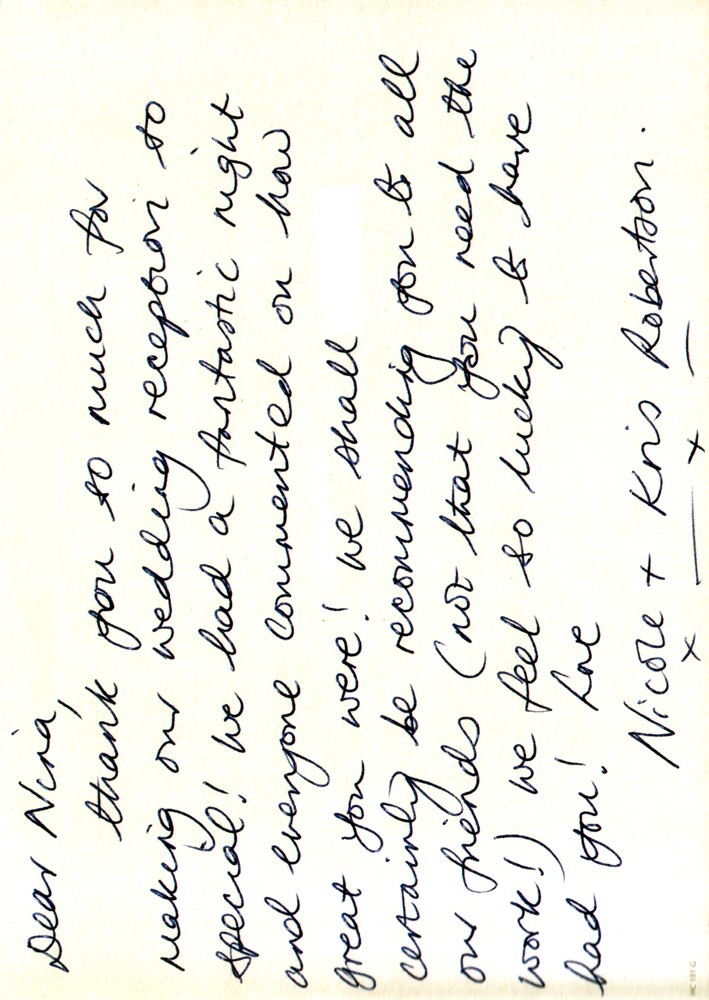 Dear Nina,
thank you so much for
making our wedding reception so
special! We had a fantastic night
and everyone commented on how
great you were! We shall
certainly be recommending you to all
our friends (not that you need the
work!) We feel so lucky to have
had you! Love
Nicole + Kris Robertson.
x x
HC 191 G